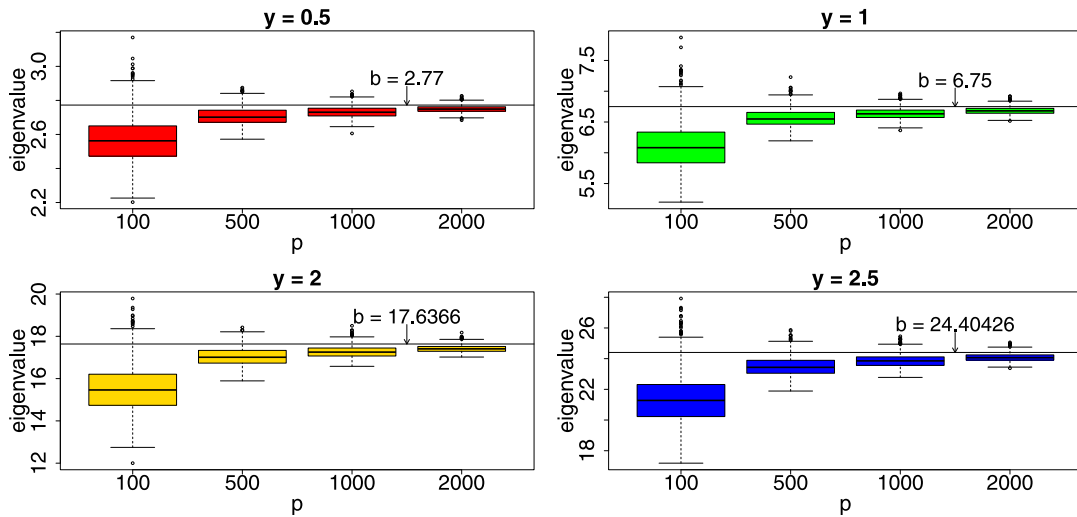 y = 0.5
eigenvalue
3.0
2.6
2.2
b = 2.77
100
500
1000
2000
p
y = 1
eigenvalue
7.5
6.5
5.5
b = 6.75
100
500
1000
2000
p
y = 2
eigenvalue
20
18
16
14
12
b = 17.6366
100
500
1000
2000
p
y = 2.5
eigenvalue
26
22
18
b = 24.40426
100
500
1000
2000
p